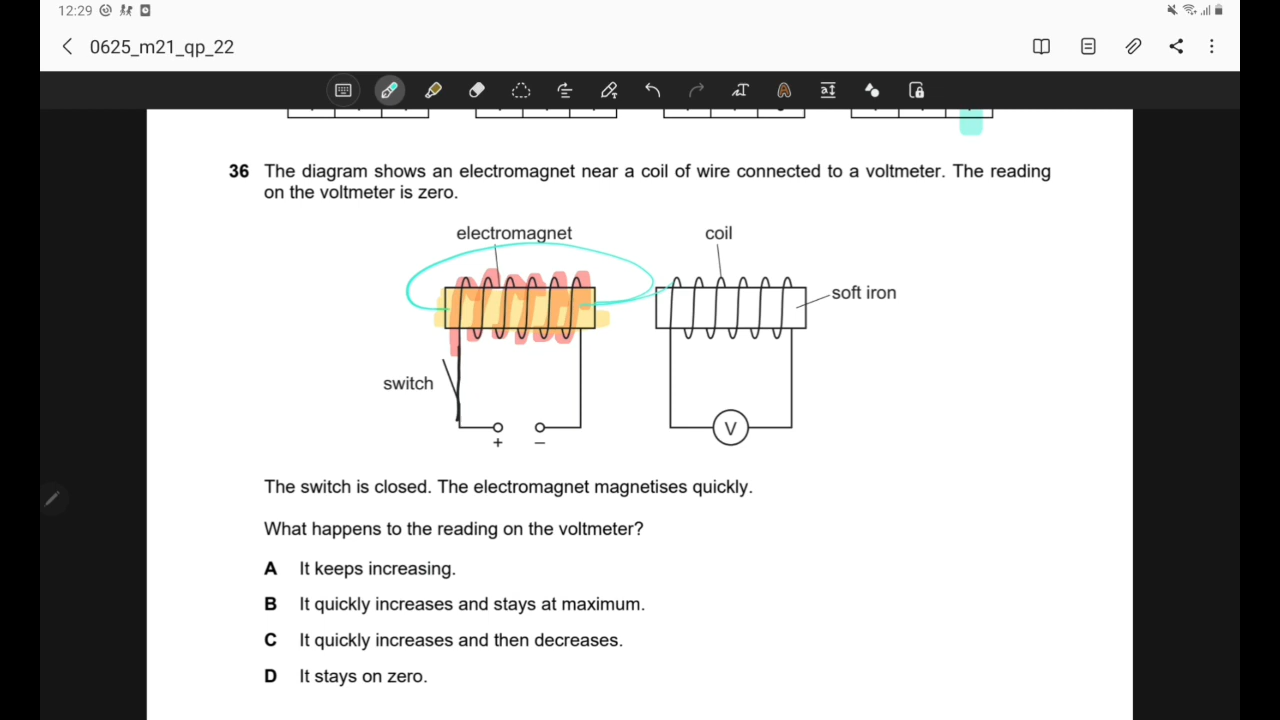 12:29
0625_m21_qp_22
36 The diagram shows an electromagnet near a coil of wire connected to a voltmeter. The reading
on the voltmeter is zero.
electromagnet
coil
soft iron
switch
V
+ –
The switch is closed. The electromagnet magnetises quickly.
What happens to the reading on the voltmeter?
A It keeps increasing.
B It quickly increases and stays at maximum.
C It quickly increases and then decreases.
D It stays on zero.